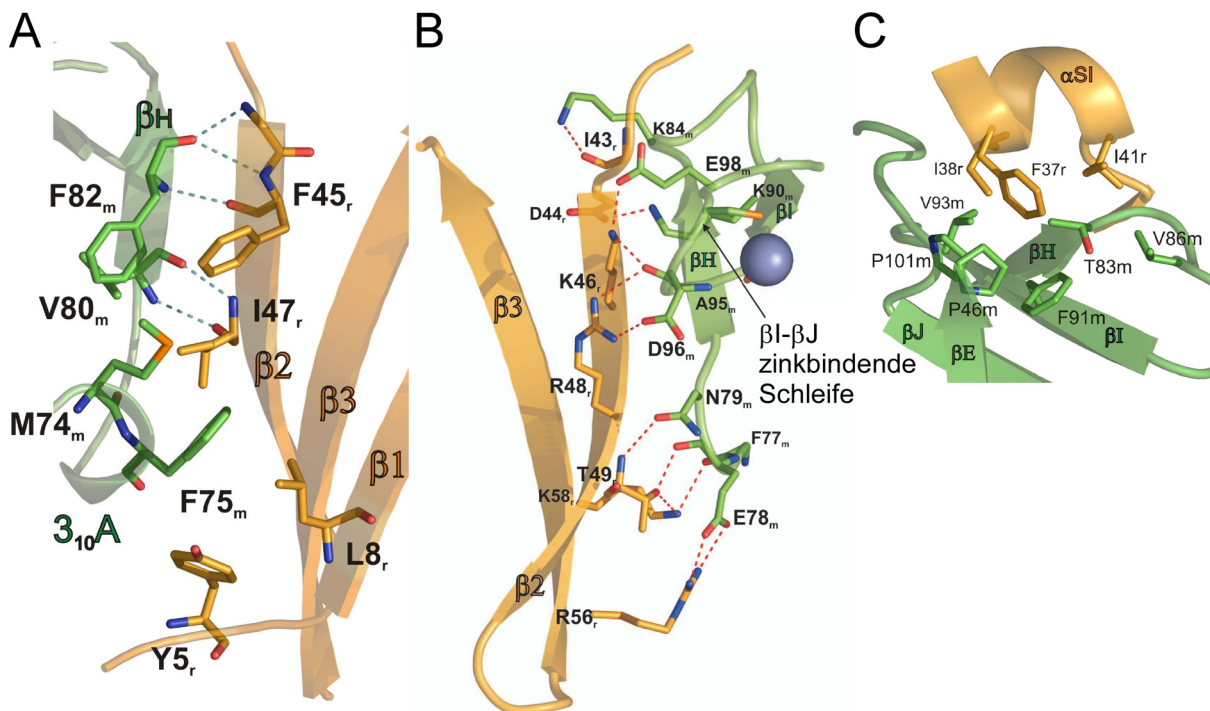 A
βH
F82m
F45r
V80m
I47r
β2
M74m
β3
β1
F75m
3₁₀A
L8r
Y5r
B
I43r
K84m
E98m
D44r
K90m
βI
βH
K46r
A95m
β3
D96m
βI-βJ
zinkbindende
Schleife
R48r
N79m
F77m
T49r
K58r
E78m
β2
R56r
C
αSI
I38r
F37r
I41r
V93m
βH
V86m
P101m
T83m
P46m
F91m
βJ
βE
βI